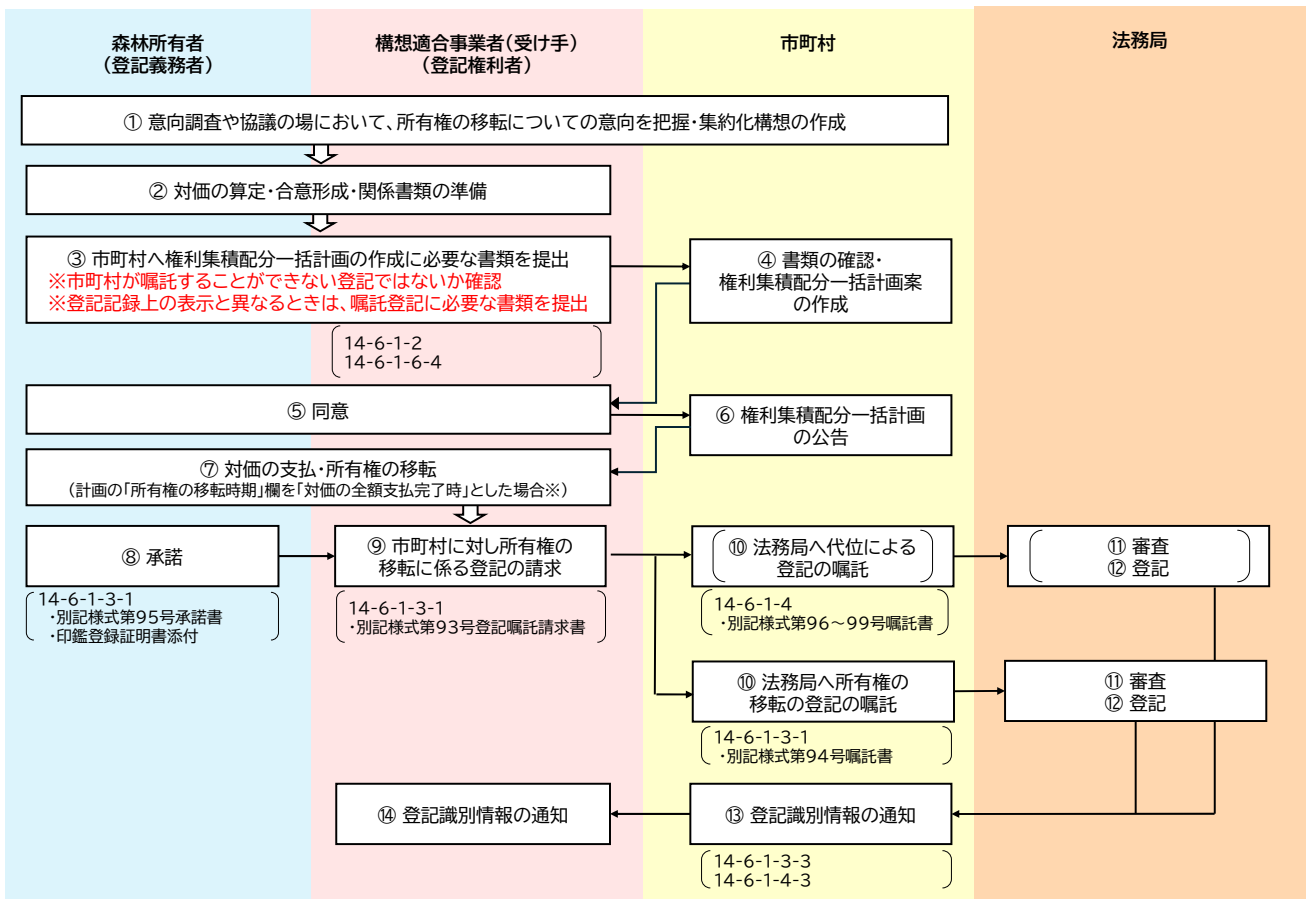 森林所有者
（登記義務者）
構想適合事業者（受け手）
（登記権利者）
市町村
法務局
① 意向調査や協議の場において、所有権の移転についての意向を把握・集約化構想の作成
② 対価の算定・合意形成・関係書類の準備
③ 市町村へ権利集積配分一括計画の作成に必要な書類を提出
※市町村が嘱託することができない登記ではないか確認
※登記記録上の表示と異なるときは、嘱託登記に必要な書類を提出
14-6-1-2
14-6-1-6-4
④ 書類の確認・
権利集積配分一括計画案
の作成
⑤ 同意
⑥ 権利集積配分一括計画
の公告
⑦ 対価の支払・所有権の移転
（計画の「所有権の移転時期」欄を「対価の全額支払完了時」とした場合※）
⑧ 承諾
14-6-1-3-1
・別記様式第95号承諾書
・印鑑登録証明書添付
⑨ 市町村に対し所有権の
移転に係る登記の請求
14-6-1-3-1
・別記様式第93号登記嘱託請求書
⑩ 法務局へ代位による
登記の嘱託
14-6-1-4
・別記様式第96～99号嘱託書
⑪ 審査
⑫ 登記
⑩ 法務局へ所有権の
移転の登記の嘱託
14-6-1-3-1
・別記様式第94号嘱託書
⑪ 審査
⑫ 登記
⑭ 登記識別情報の通知
⑬ 登記識別情報の通知
14-6-1-3-3
14-6-1-4-3